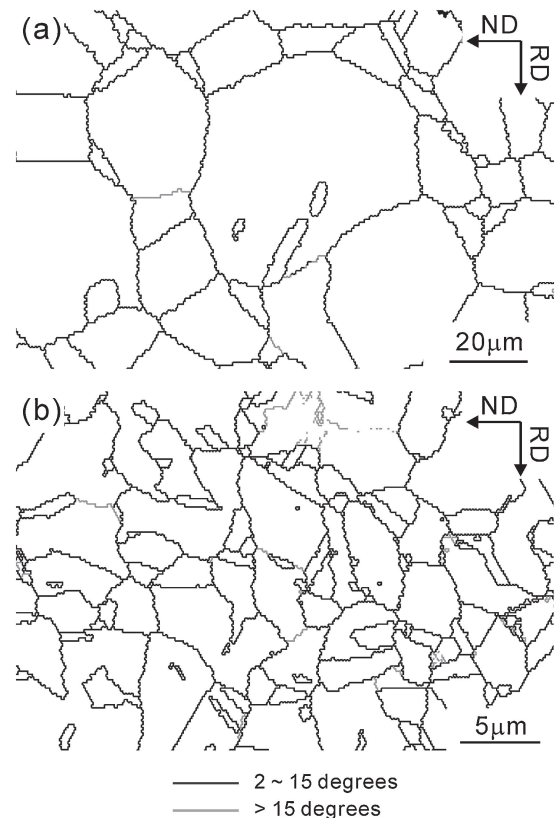 (a)
ND
RD
20μm
(b)
ND
RD
5μm
2 ~ 15 degrees
> 15 degrees